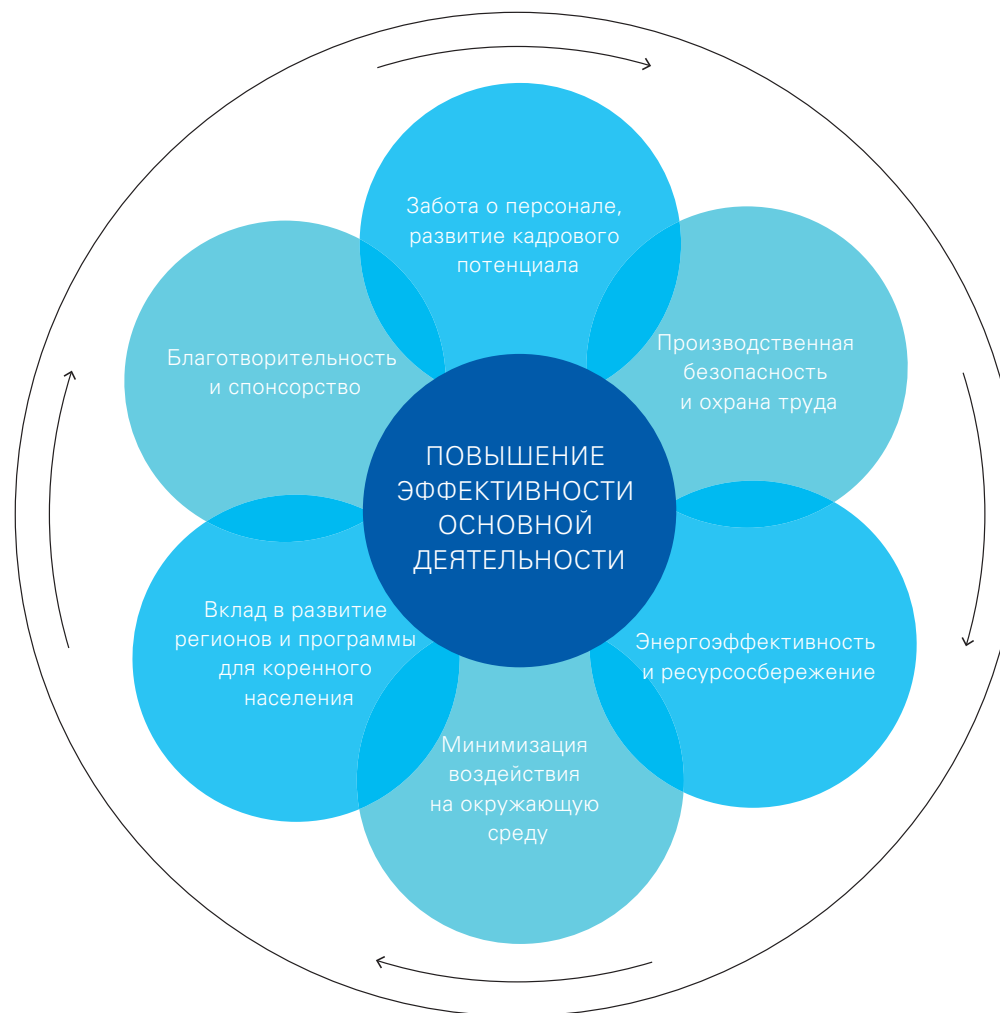 Забота о персонале,
развитие кадрового
потенциала
Производственная
безопасность
и охрана труда
Энергоэффективность
и ресурсосбережение
Минимизация
воздействия
на окружающую
среду
Вклад в развитие
регионов и программы
для коренного
населения
Благотворительность
и спонсорство
ПОВЫШЕНИЕ
ЭФФЕКТИВНОСТИ
ОСНОВНОЙ
ДЕЯТЕЛЬНОСТИ